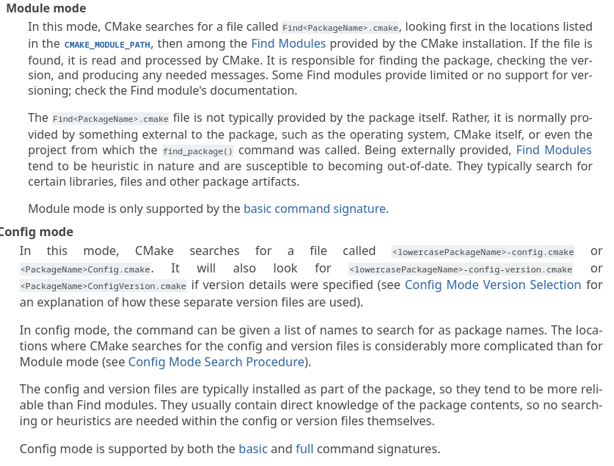 Module mode
In this mode, CMake searches for a file called Find<PackageName>.cmake, looking first in the locations listed
in the CMAKE_MODULE_PATH, then among the Find Modules provided by the CMake installation. If the file is
found, it is read and processed by CMake. It is responsible for finding the package, checking the ver-
sion, and producing any needed messages. Some Find modules provide limited or no support for ver-
sioning; check the Find module's documentation.
The Find<PackageName>.cmake file is not typically provided by the package itself. Rather, it is normally pro-
vided by something external to the package, such as the operating system, CMake itself, or even the
project from which the find_package() command was called. Being externally provided, Find Modules
tend to be heuristic in nature and are susceptible to becoming out-of-date. They typically search for
certain libraries, files and other package artifacts.
Module mode is only supported by the basic command signature.
Config mode
In this mode, CMake searches for a file called <lowercasePackageName>-config.cmake or
<PackageName>Config.cmake. It will also look for <lowercasePackageName>-config-version.cmake or
<PackageName>ConfigVersion.cmake if version details were specified (see Config Mode Version Selection for
an explanation of how these separate version files are used).
In config mode, the command can be given a list of names to search for as package names. The loca-
tions where CMake searches for the config and version files is considerably more complicated than for
Module mode (see Config Mode Search Procedure).
The config and version files are typically installed as part of the package, so they tend to be more reli-
able than Find modules. They usually contain direct knowledge of the package contents, so no search-
ing or heuristics are needed within the config or version files themselves.
Config mode is supported by both the basic and full command signatures.